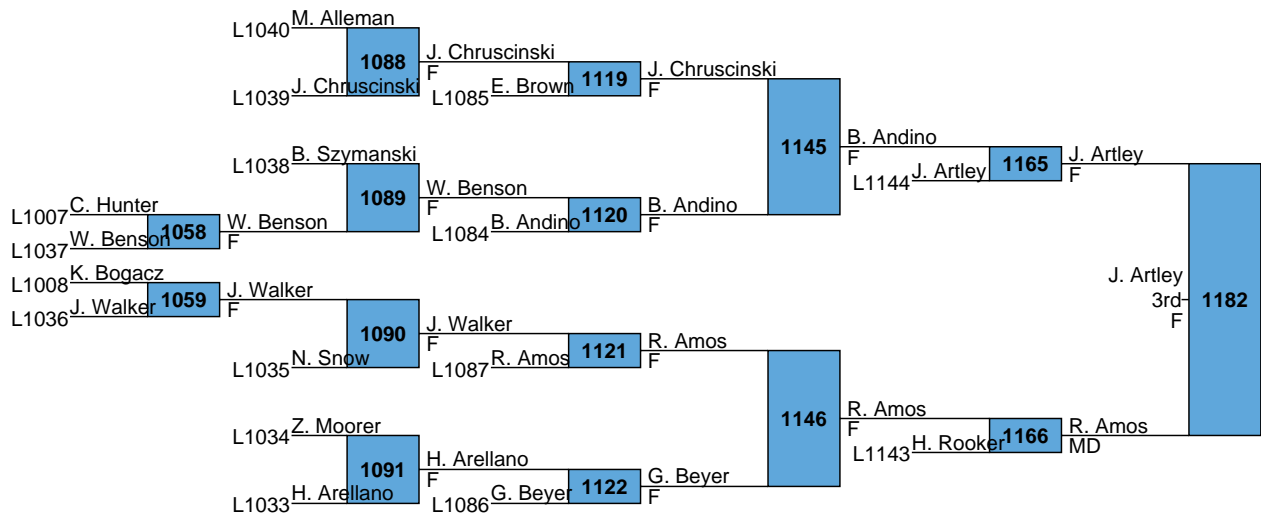 L1040 M. Alleman
1088
J. Chruscinski
F
L1039 J. Chruscinski
L1085 E. Brown
1119
J. Chruscinski
F
1145
B. Andino
F
L1038 B. Szymanski
1089
W. Benson
F
L1007 C. Hunter
1058
W. Benson
F
L1037 W. Benson
L1084 B. Andino
1120
B. Andino
F
L1144 J. Artley
1165
J. Artley
F
L1008 K. Bogacz
1059
J. Walker
F
L1036 J. Walker
1090
J. Walker
F
L1035 N. Snow
L1087 R. Amos
1121
R. Amos
F
1146
R. Amos
F
L1034 Z. Moorer
1091
H. Arellano
F
L1033 H. Arellano
L1086 G. Beyer
1122
G. Beyer
F
L1143 H. Rooker
1166
R. Amos
MD
J. Artley
3rd
F
1182